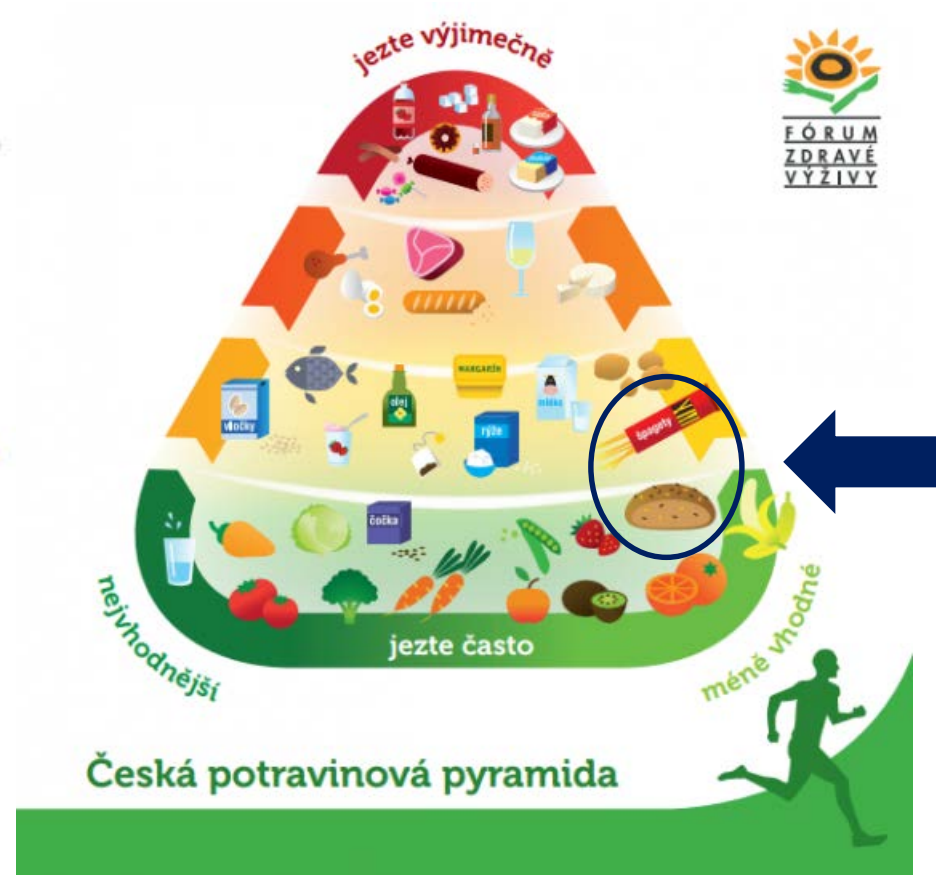 jezte výjimečně
FÓRUM
ZDRAVÉ
VÝŽIVY
MARGARÍN
olej
mléko
vločky
rýže
špagety
čočka
nejvhodnější
jezte často
méně vhodné
Česká potravinová pyramida